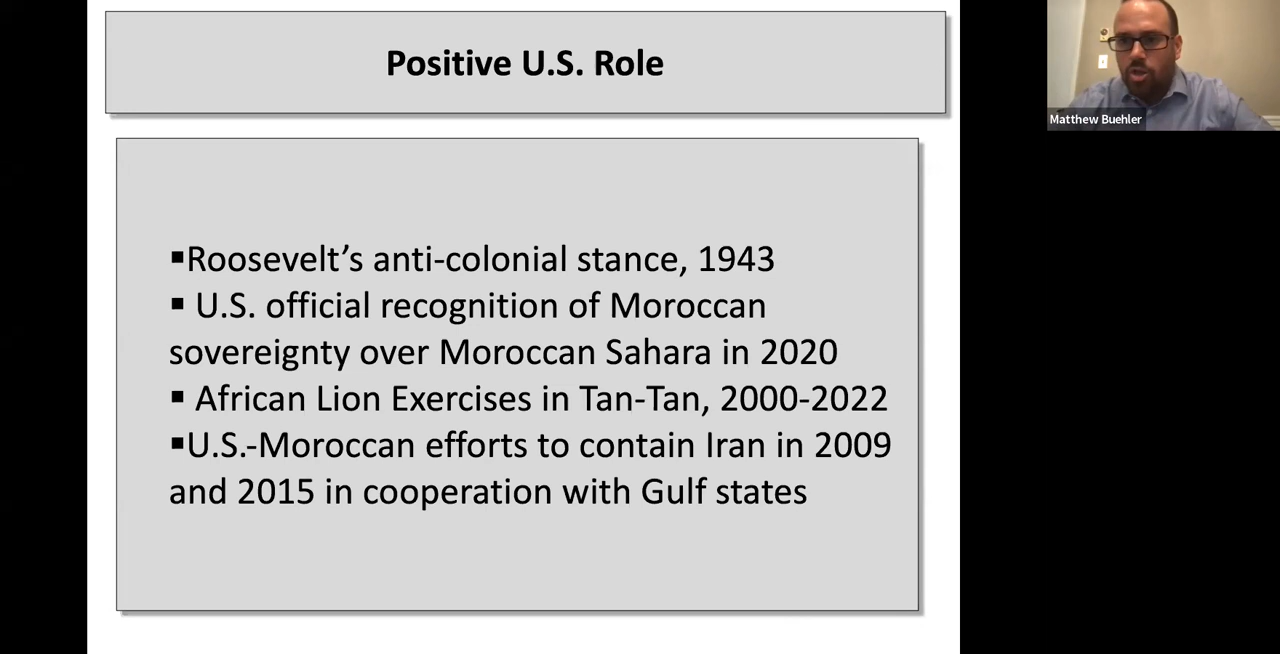 Positive U.S. Role
Matthew Buehler
▪Roosevelt’s anti-colonial stance, 1943
▪ U.S. official recognition of Moroccan
sovereignty over Moroccan Sahara in 2020
▪ African Lion Exercises in Tan-Tan, 2000-2022
▪U.S.-Moroccan efforts to contain Iran in 2009
and 2015 in cooperation with Gulf states